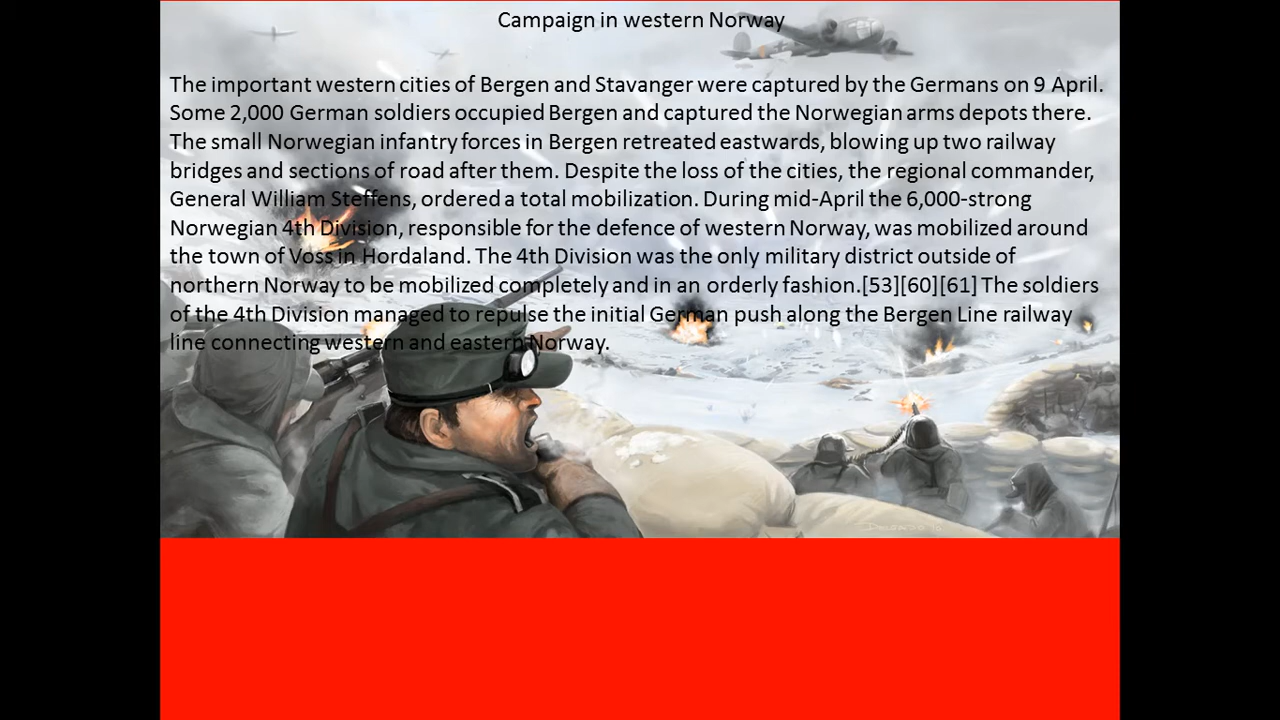 Campaign in western Norway
The important western cities of Bergen and Stavanger were captured by the Germans on 9 April.
Some 2,000 German soldiers occupied Bergen and captured the Norwegian arms depots there.
The small Norwegian infantry forces in Bergen retreated eastwards, blowing up two railway
bridges and sections of road after them. Despite the loss of the cities, the regional commander,
General William Steffens, ordered a total mobilization. During mid-April the 6,000-strong
Norwegian 4th Division, responsible for the defence of western Norway, was mobilized around
the town of Voss in Hordaland. The 4th Division was the only military district outside of
northern Norway to be mobilized completely and in an orderly fashion.[53][60][61] The soldiers
of the 4th Division managed to repulse the initial German push along the Bergen Line railway
line connecting western and eastern Norway.